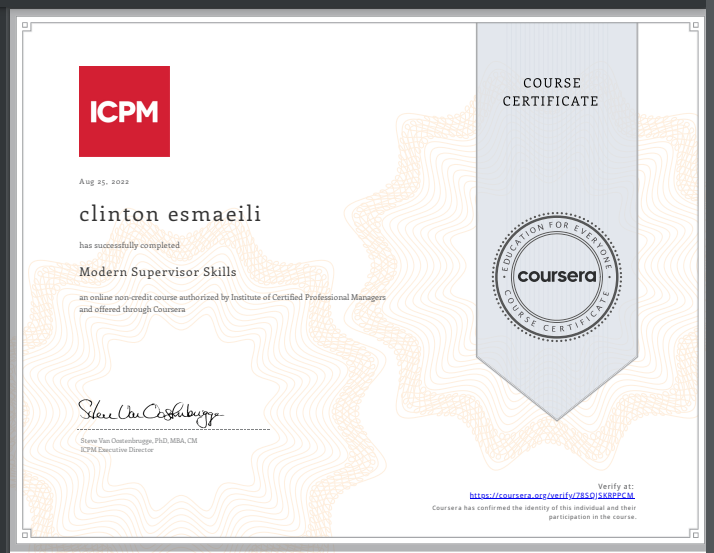 COURSE
CERTIFICATE
ICPM
Aug 25, 2022
clinton esmaeili
has successfully completed
Modern Supervisor Skills
an online non-credit course authorized by Institute of Certified Professional Managers
and offered through Coursera
EDUCATION FOR EVERYONE
coursera
COURSE CERTIFICATE
Steve Van Oostenbrugge
Steve Van Oostenbrugge, PhD, MBA, CM
ICPM Executive Director
Verify at:
https://coursera.org/verify/78SQJSKRPPCM
Coursera has confirmed the identity of this individual and their
participation in the course.